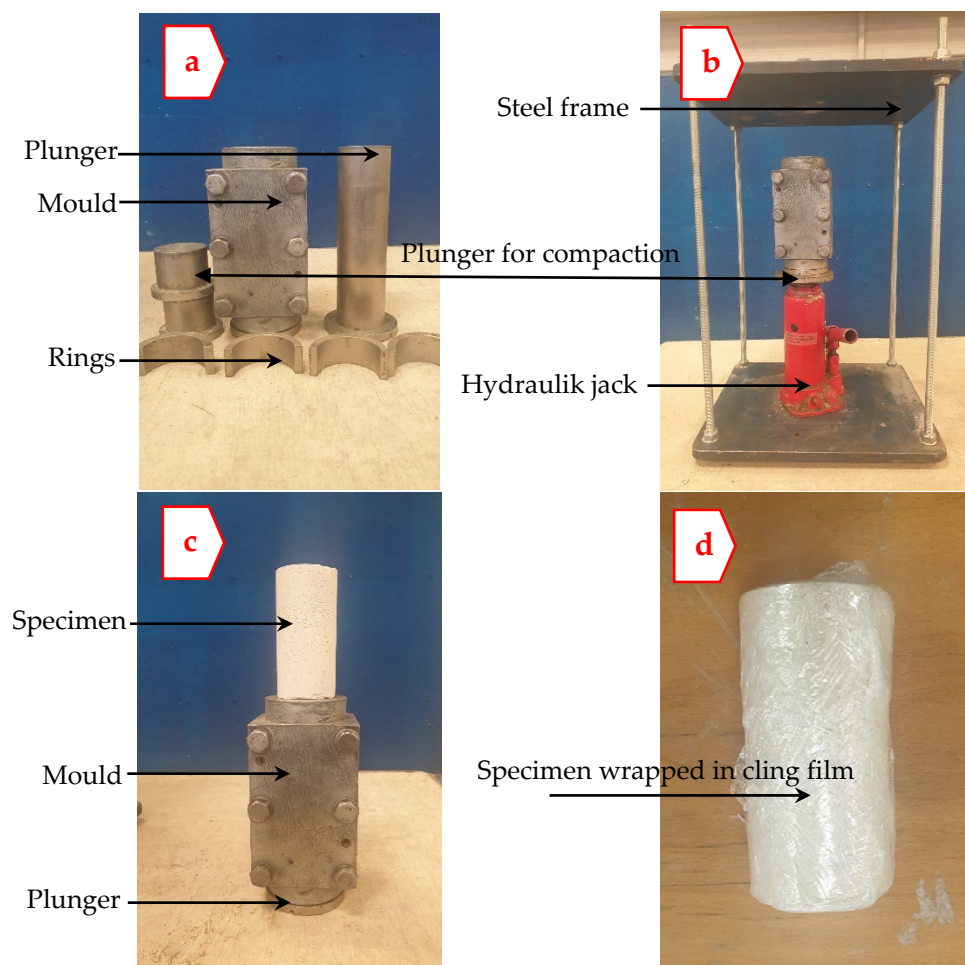 a
Plunger
Mould
Rings
b
Steel frame
Plunger for compaction
Hydraulik jack
c
Specimen
Mould
Plunger
d
Specimen wrapped in cling film